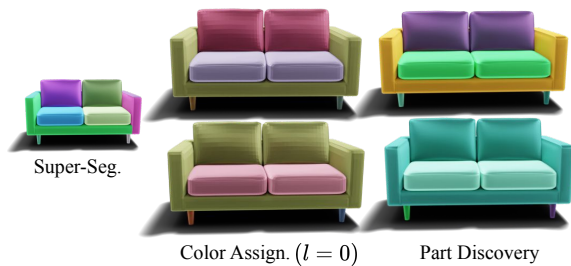 Super-Seg.
Color Assign. (l = 0)
Part Discovery